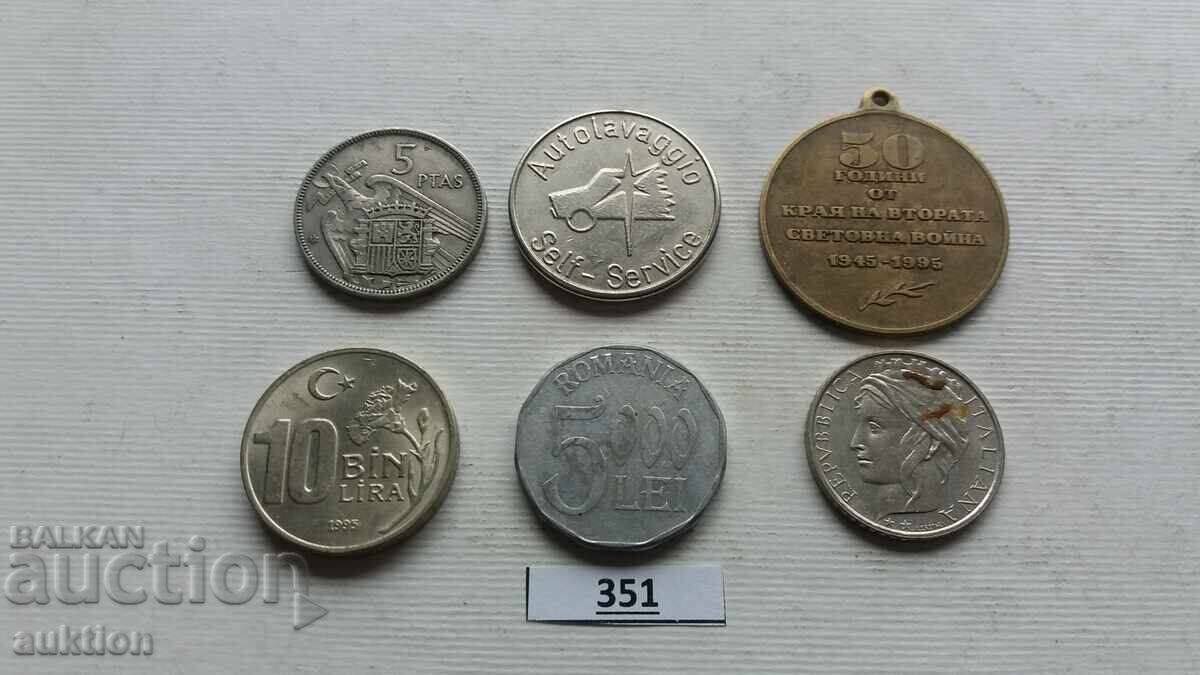 5
PTAS
Autolavaggio
Self-Service
50
ГОДИНИ
ОТ
КРАЯ НА ВТОРАТА
СВЕТОВНА ВОЙНА
1945-1995
10
BİN
LİRA
1995
ROMANIA
5000
LEI
REPVBBLICA ITALIANA
351
BALKAN
auction
auktion